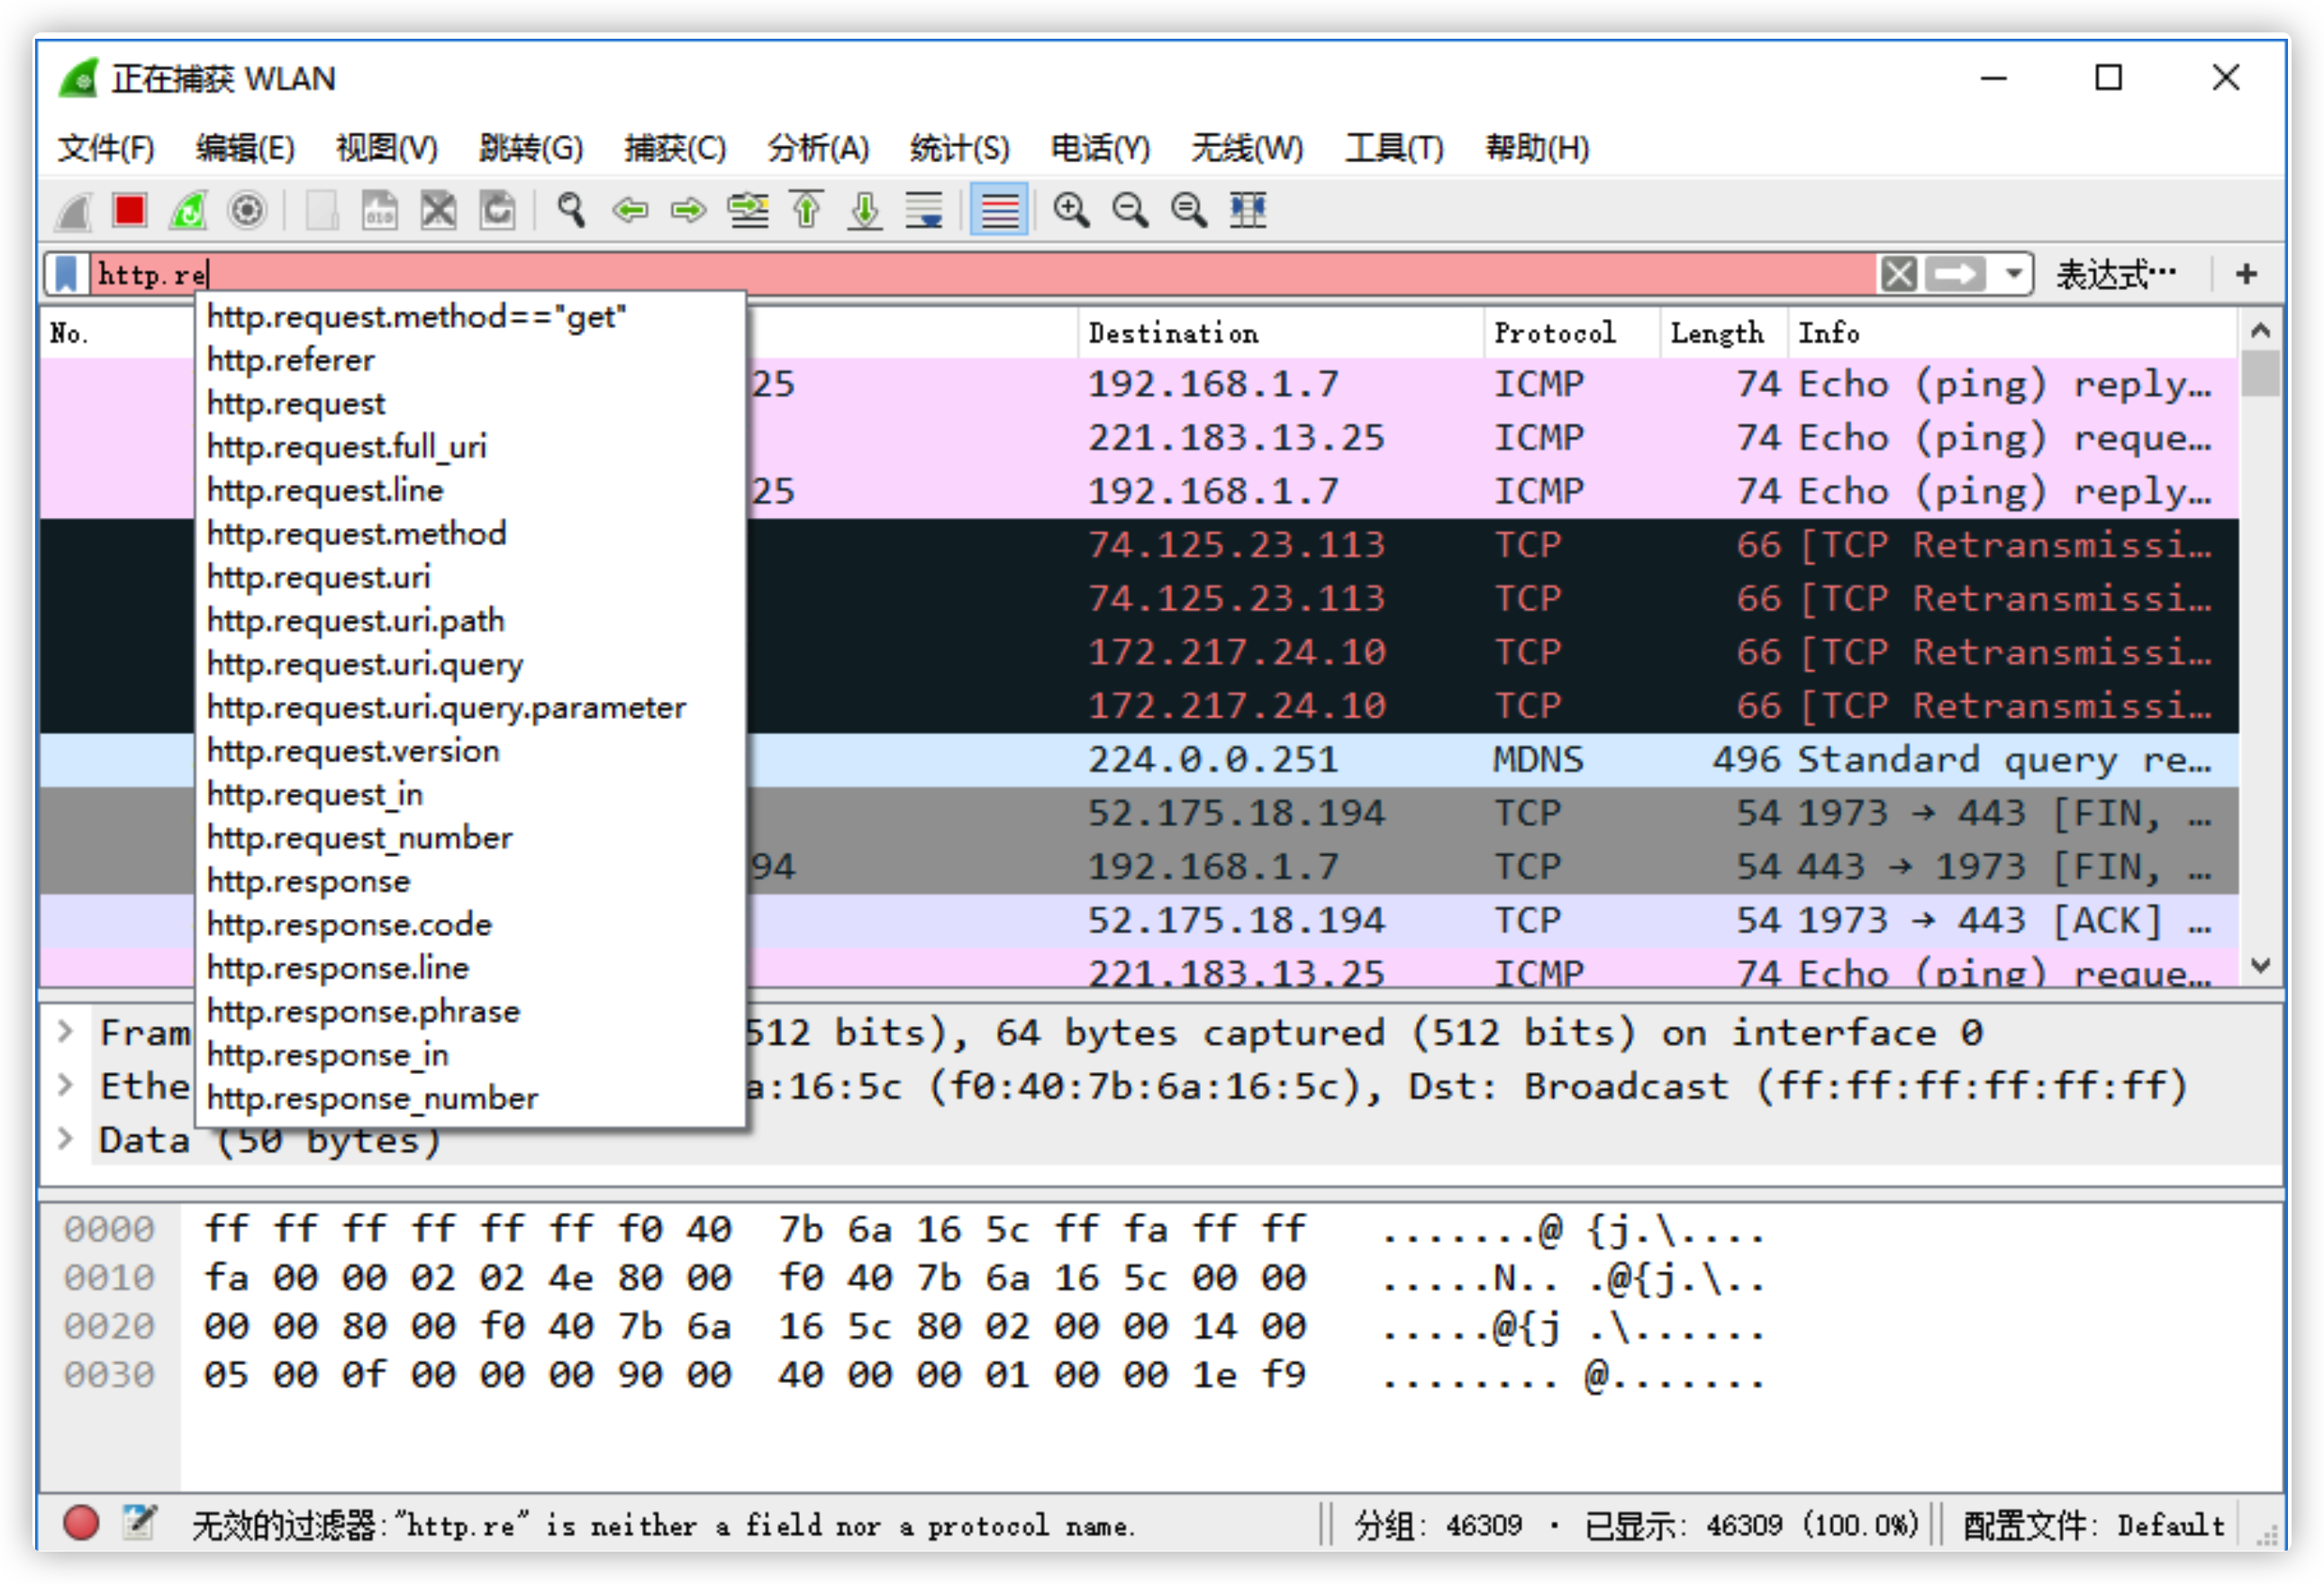 正在捕获 WLAN
文件(F) 编辑(E) 视图(V) 跳转(G) 捕获(C) 分析(A) 统计(S) 电话(Y) 无线(W) 工具(T) 帮助(H)
http.re 表达式… +
No. Destination Protocol Length Info
http.request.method=="get"
http.referer
http.request
http.request.full_uri
http.request.line
http.request.method
http.request.uri
http.request.uri.path
http.request.uri.query
http.request.uri.query.parameter
http.request.version
http.request_in
http.request_number
http.response
http.response.code
http.response.line
http.response.phrase
http.response_in
http.response_number
25 192.168.1.7 ICMP 74 Echo (ping) reply…
221.183.13.25 ICMP 74 Echo (ping) reque…
25 192.168.1.7 ICMP 74 Echo (ping) reply…
74.125.23.113 TCP 66 [TCP Retransmissi…
74.125.23.113 TCP 66 [TCP Retransmissi…
172.217.24.10 TCP 66 [TCP Retransmissi…
172.217.24.10 TCP 66 [TCP Retransmissi…
224.0.0.251 MDNS 496 Standard query re…
52.175.18.194 TCP 54 1973 → 443 [FIN, …
94 192.168.1.7 TCP 54 443 → 1973 [FIN, …
52.175.18.194 TCP 54 1973 → 443 [ACK] …
221.183.13.25 ICMP 74 Echo (ping) reque…
Fram 512 bits), 64 bytes captured (512 bits) on interface 0
Ethe a:16:5c (f0:40:7b:6a:16:5c), Dst: Broadcast (ff:ff:ff:ff:ff:ff)
Data (50 bytes)
0000 ff ff ff ff ff ff f0 40 7b 6a 16 5c ff fa ff ff .......@ {j.\....
0010 fa 00 00 02 02 4e 80 00 f0 40 7b 6a 16 5c 00 00 .....N.. .@{j.\..
0020 00 00 80 00 f0 40 7b 6a 16 5c 80 02 00 00 14 00 .....@{j .\......
0030 05 00 0f 00 00 00 90 00 40 00 00 01 00 00 1e f9 ........ @.......
无效的过滤器:"http.re" is neither a field nor a protocol name. 分组: 46309 · 已显示: 46309 (100.0%) 配置文件: Default